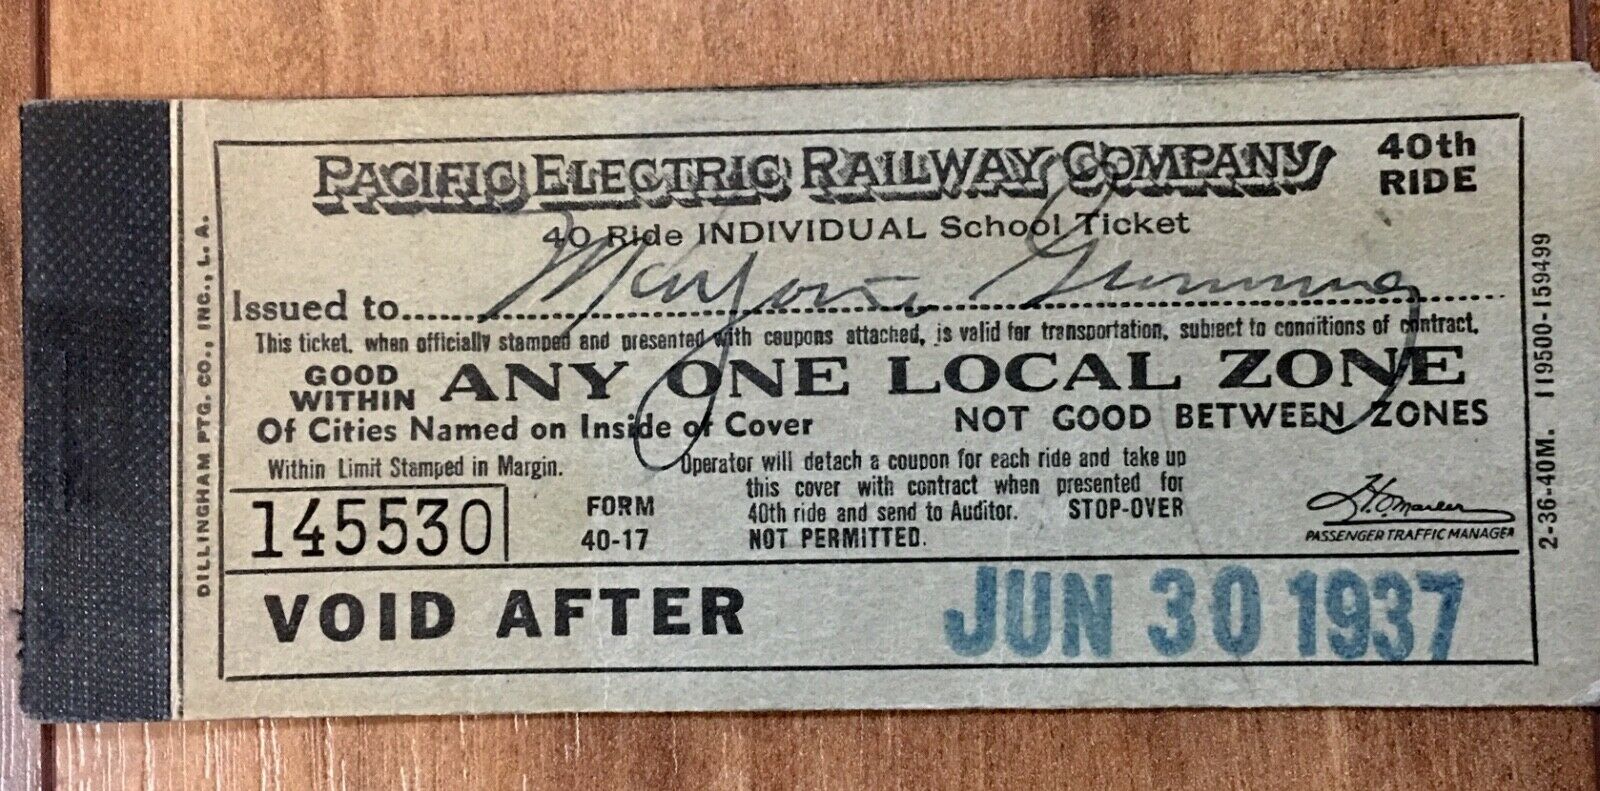 PACIFIC ELECTRIC RAILWAY COMPANY
40th
RIDE
40 Ride INDIVIDUAL School Ticket
Issued to Marjorie
This ticket, when officially stamped and presented with coupons attached, is valid for transportation, subject to conditions of contract.
GOOD
WITHIN
ANY ONE LOCAL ZONE
Of Cities Named on Inside of Cover
NOT GOOD BETWEEN ZONES
Within Limit Stamped in Margin.
145530
FORM
40-17
Operator will detach a coupon for each ride and take up
this cover with contract when presented for
40th ride and send to Auditor. STOP-OVER
NOT PERMITTED.
PASSENGER TRAFFIC MANAGER
VOID AFTER
JUN 30 1937
DILLINGHAM PTG. CO., INC., L. A.
2-36-40M. 119500-159499